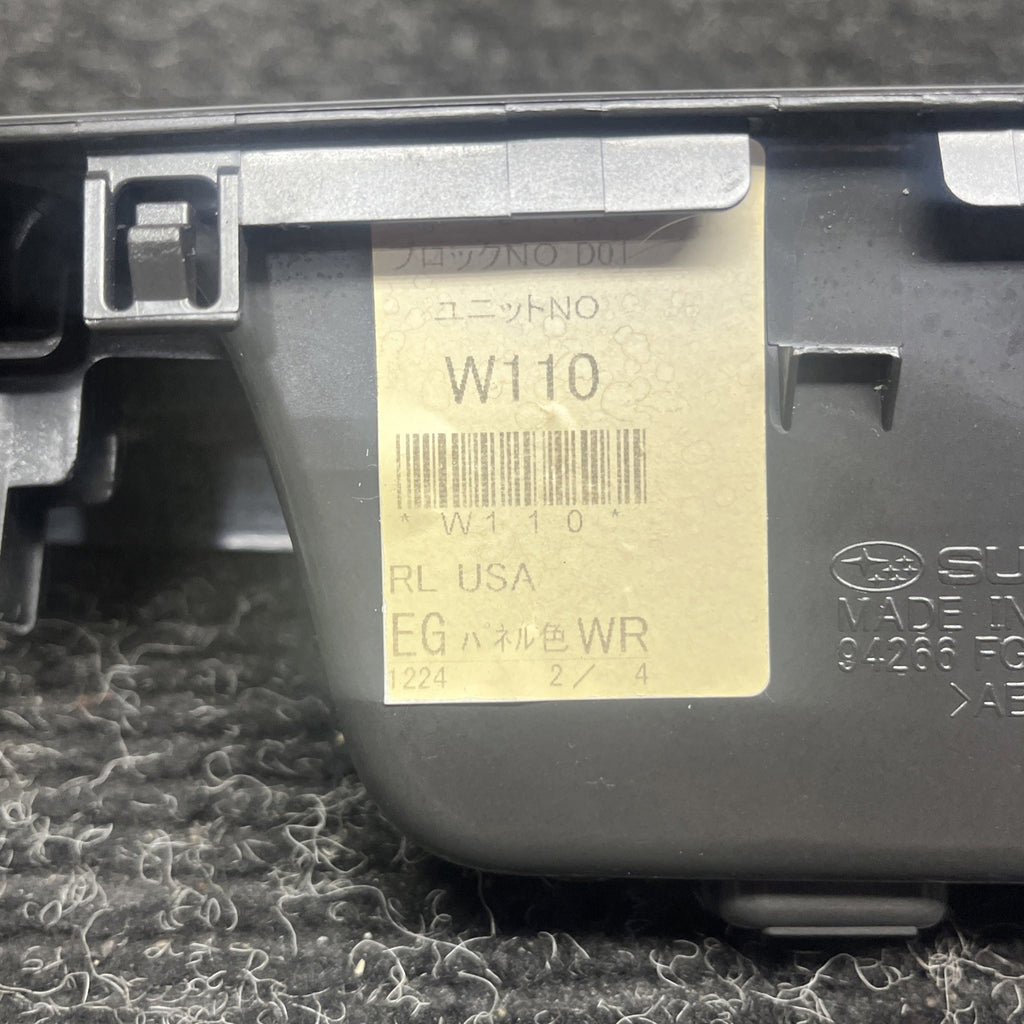 ブロックNO D01
ユニットNO
W110
*W110*
RL USA
EG パネル色 WR
1224 2/ 4
SU
MADE IN
94266 FG
>AE